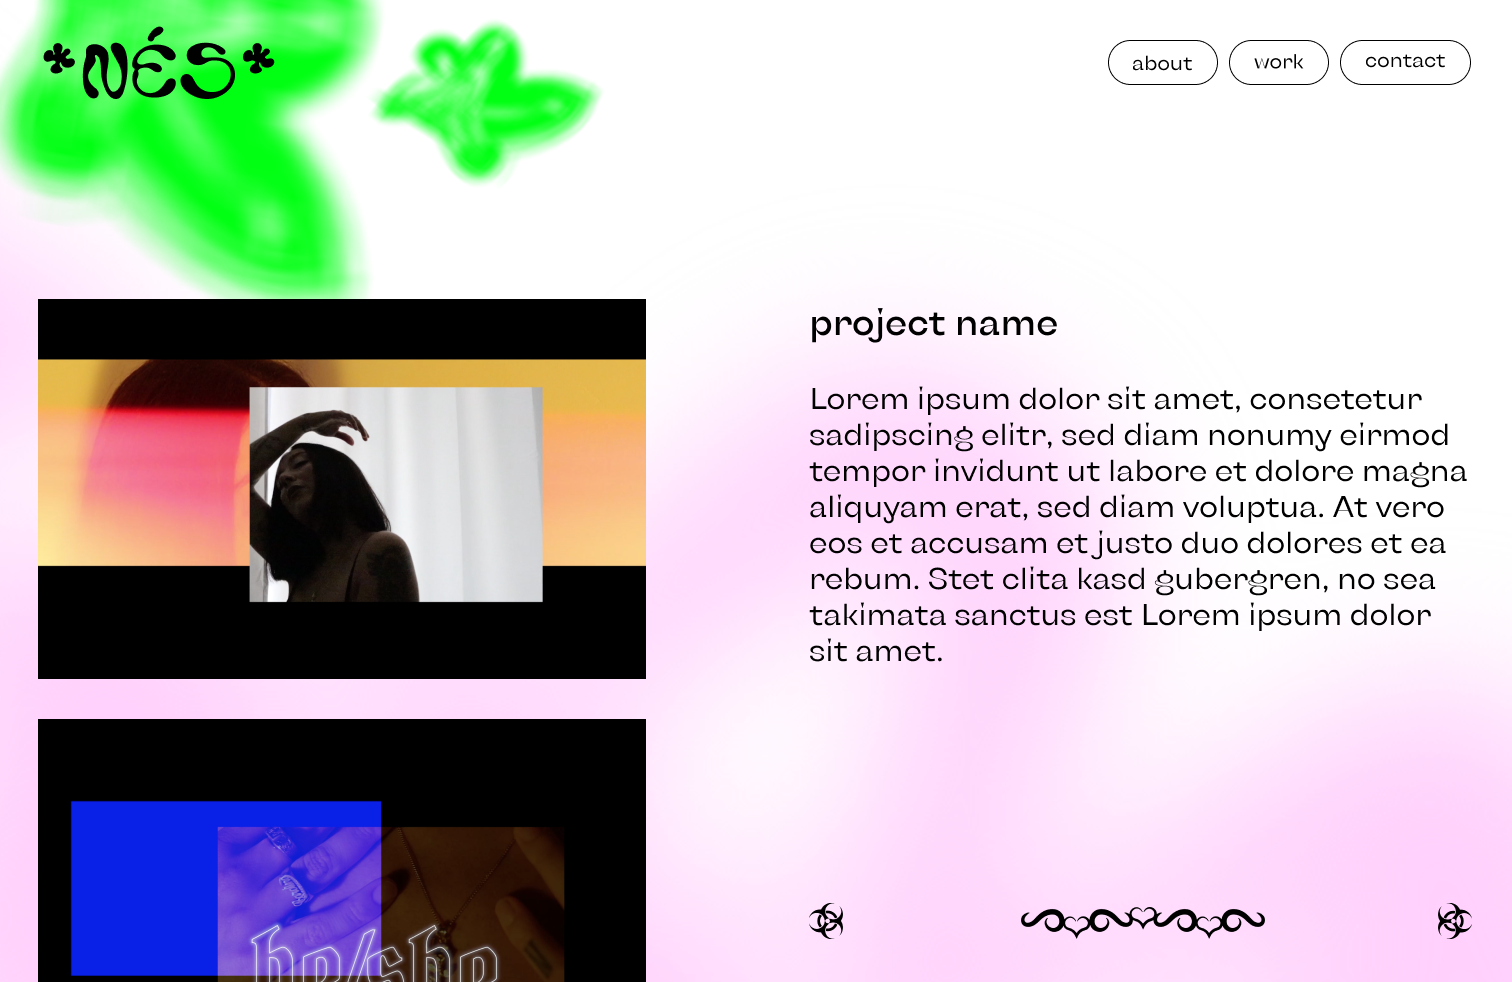 *NÉS*
about
work
contact
project name
Lorem ipsum dolor sit amet, consetetur
sadipscing elitr, sed diam nonumy eirmod
tempor invidunt ut labore et dolore magna
aliquyam erat, sed diam voluptua. At vero
eos et accusam et justo duo dolores et ea
rebum. Stet clita kasd gubergren, no sea
takimata sanctus est Lorem ipsum dolor
sit amet.
he/she